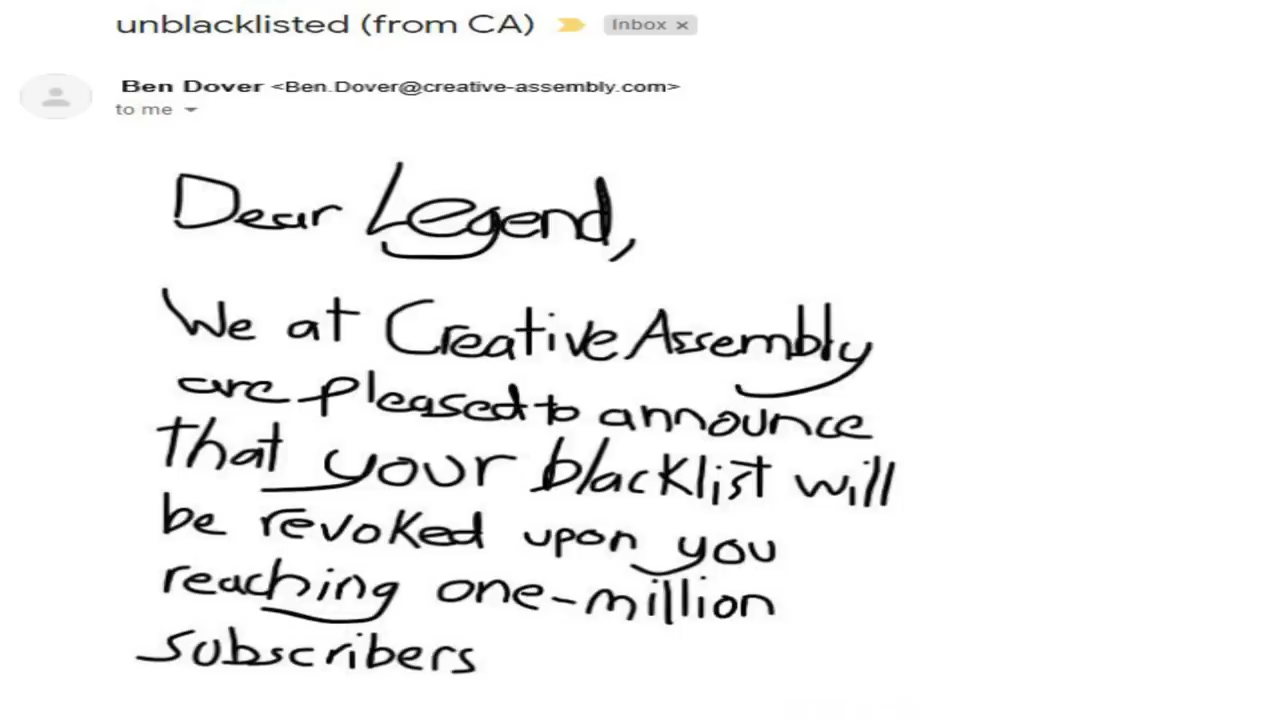 unblacklisted (from CA) Inbox x
Ben Dover <Ben.Dover@creative-assembly.com>
to me
Dear Legend,
We at Creative Assembly
are pleased to announce
that your blacklist will
be revoked upon you
reaching one-million
subscribers